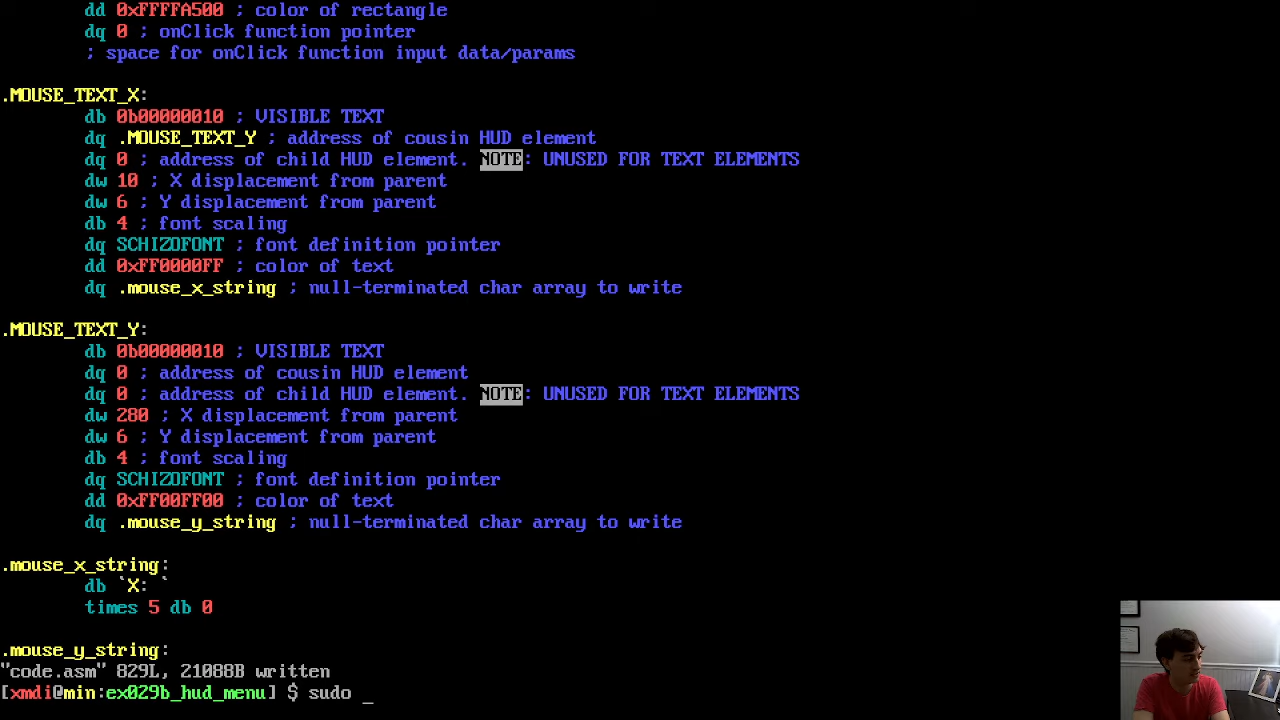 dd 0xFFFFA500 ; color of rectangle
dq 0 ; onClick function pointer
; space for onClick function input data/params
.MOUSE_TEXT_X:
db 0b00000010 ; VISIBLE TEXT
dq .MOUSE_TEXT_Y ; address of cousin HUD element
dq 0 ; address of child HUD element. NOTE: UNUSED FOR TEXT ELEMENTS
dw 10 ; X displacement from parent
dw 6 ; Y displacement from parent
db 4 ; font scaling
dq SCHIZOFONT ; font definition pointer
dd 0xFF0000FF ; color of text
dq .mouse_x_string ; null-terminated char array to write
.MOUSE_TEXT_Y:
db 0b00000010 ; VISIBLE TEXT
dq 0 ; address of cousin HUD element
dq 0 ; address of child HUD element. NOTE: UNUSED FOR TEXT ELEMENTS
dw 280 ; X displacement from parent
dw 6 ; Y displacement from parent
db 4 ; font scaling
dq SCHIZOFONT ; font definition pointer
dd 0xFF00FF00 ; color of text
dq .mouse_y_string ; null-terminated char array to write
.mouse_x_string:
db `X: `
times 5 db 0
.mouse_y_string:
"code.asm" 829L, 21088B written
[xmdi@min:ex029b_hud_menu] $ sudo _